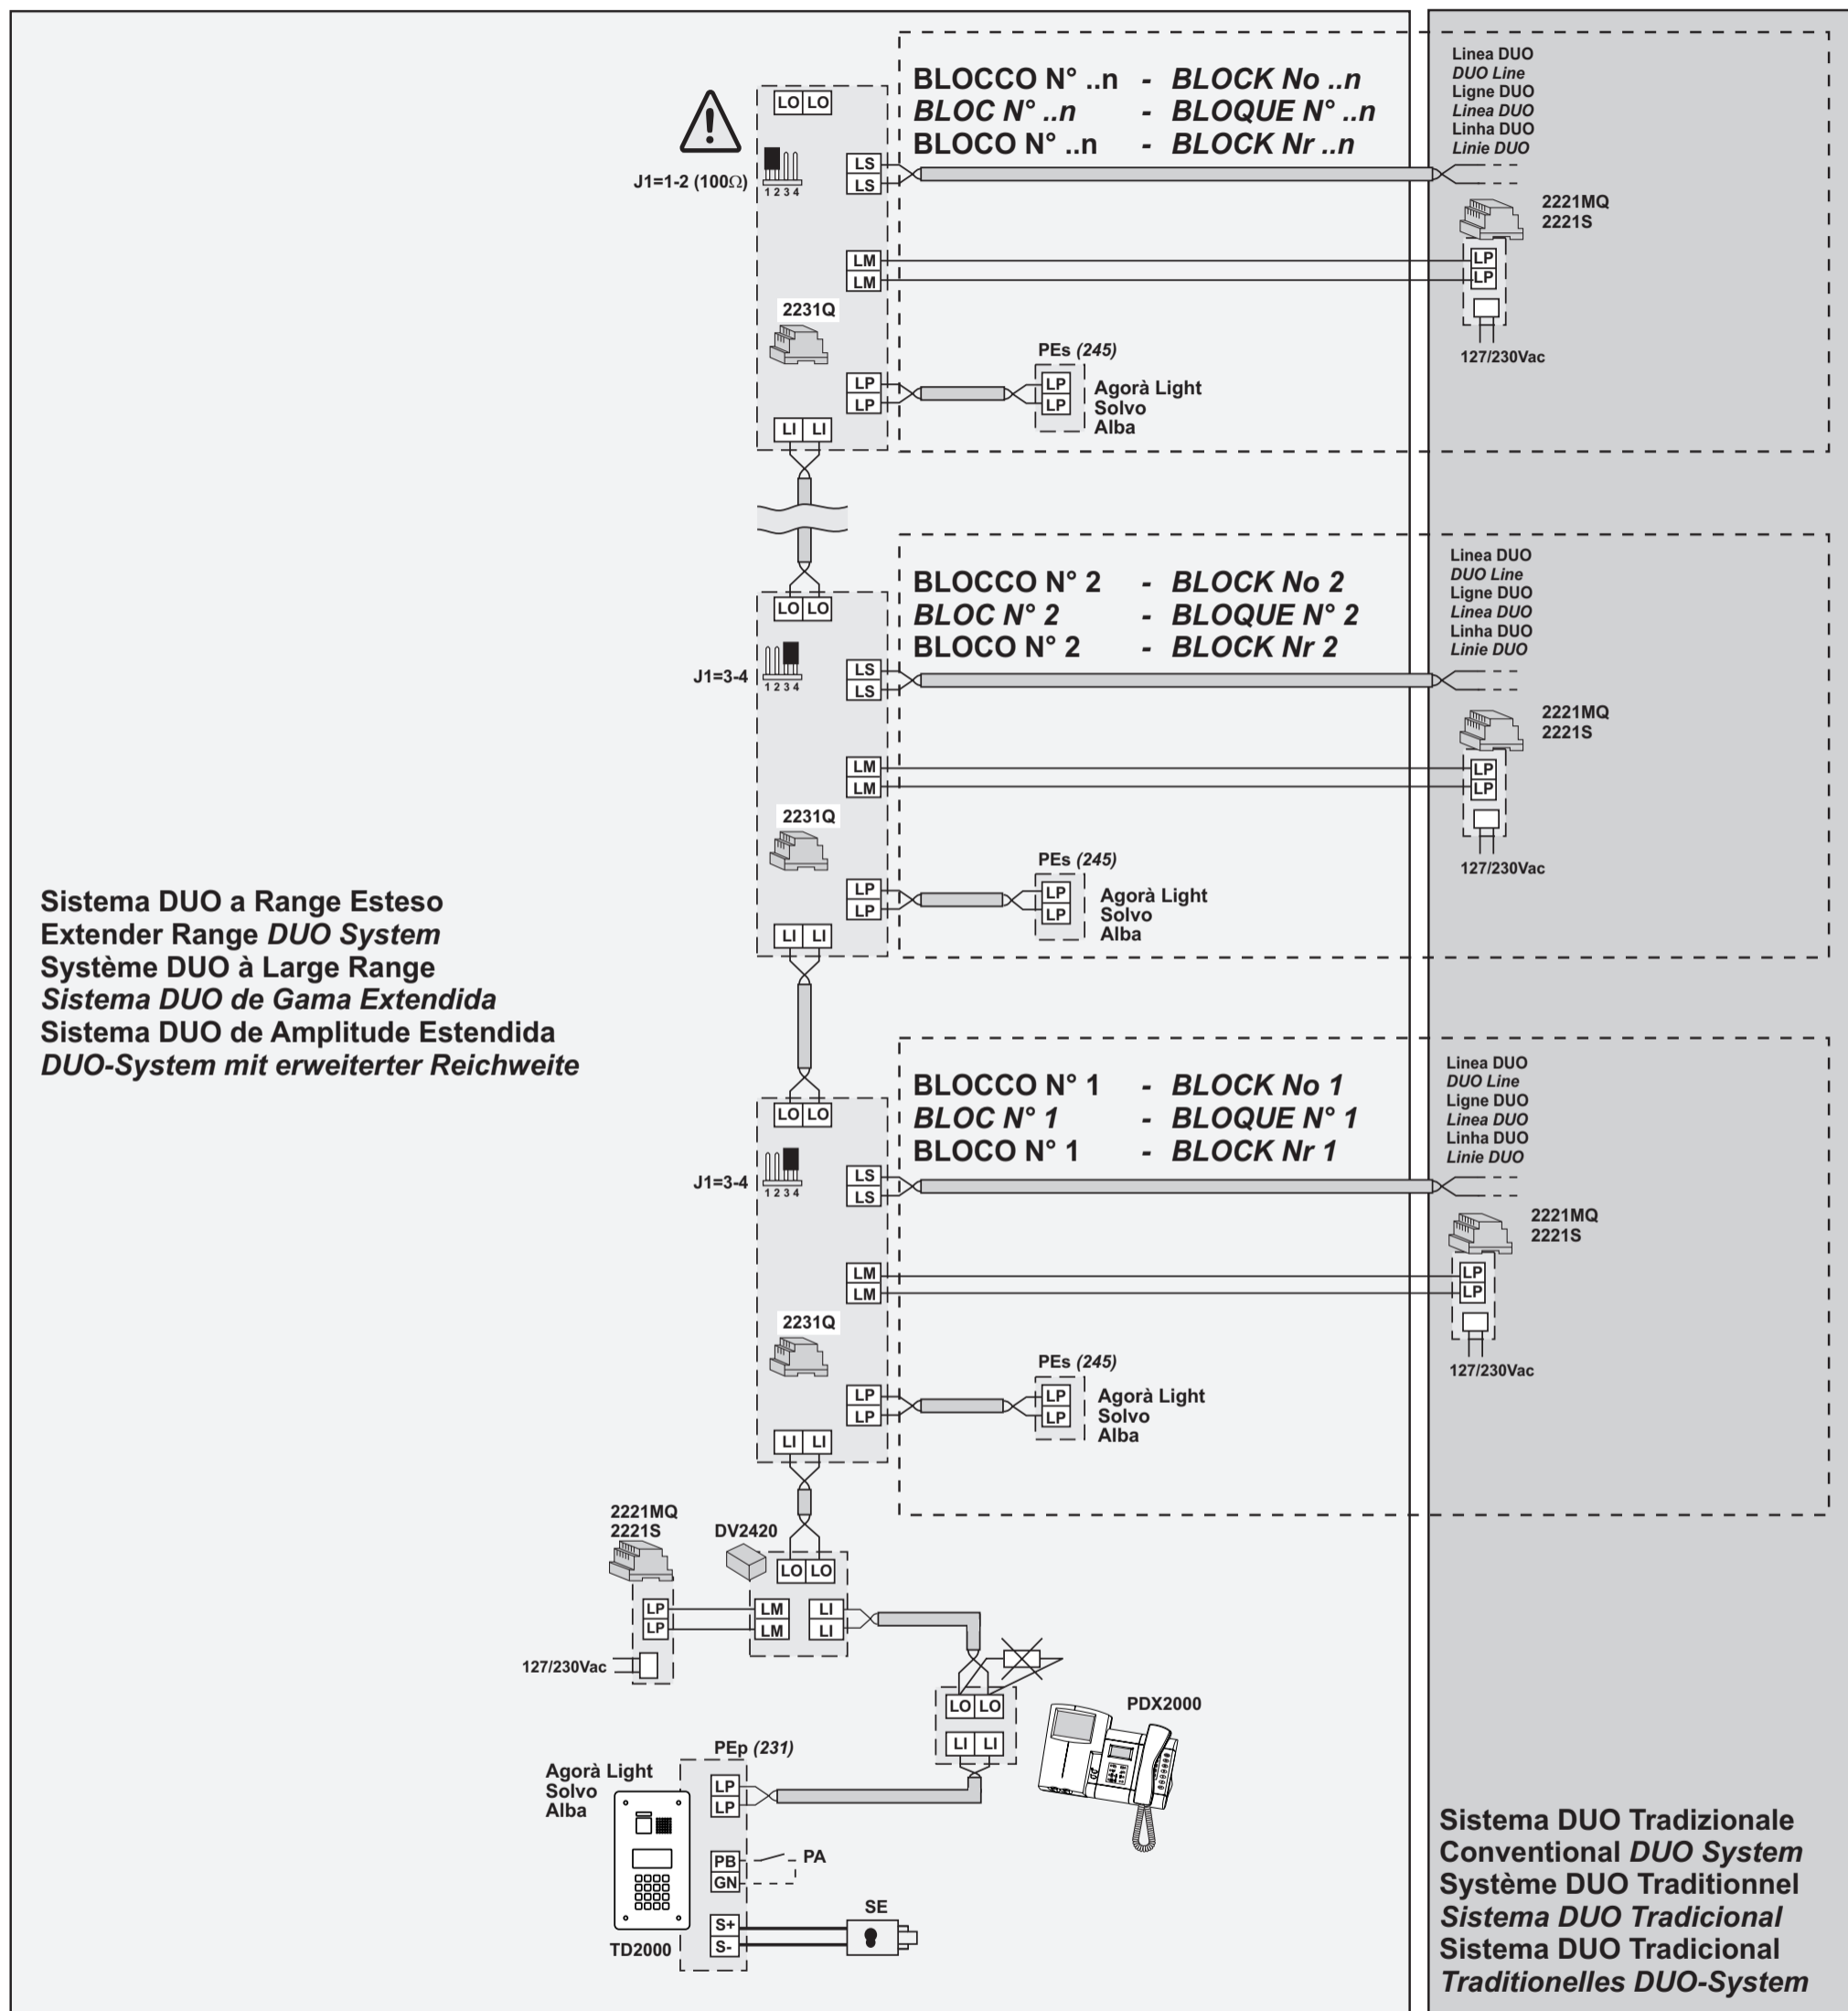 BLOCCO N° ..n - BLOCK No ..n
BLOC N° ..n - BLOQUE N° ..n
BLOCO N° ..n - BLOCK Nr ..n
Linea DUO
DUO Line
Ligne DUO
Linea DUO
Linha DUO
Linie DUO
LO LO
J1=1-2 (100Ω)
1 2 3 4
LS
LS
2221MQ
2221S
LM
LM
LP
LP
127/230Vac
2231Q
PEs (245)
LP
LP
LP
LP
Agorà Light
Solvo
Alba
LI LI
BLOCCO N° 2 - BLOCK No 2
BLOC N° 2 - BLOQUE N° 2
BLOCO N° 2 - BLOCK Nr 2
Linea DUO
DUO Line
Ligne DUO
Linea DUO
Linha DUO
Linie DUO
LO LO
J1=3-4
1 2 3 4
LS
LS
2221MQ
2221S
LM
LM
LP
LP
127/230Vac
2231Q
PEs (245)
LP
LP
LP
LP
Agorà Light
Solvo
Alba
LI LI
Sistema DUO a Range Esteso
Extender Range DUO System
Système DUO à Large Range
Sistema DUO de Gama Extendida
Sistema DUO de Amplitude Estendida
DUO-System mit erweiterter Reichweite
BLOCCO N° 1 - BLOCK No 1
BLOC N° 1 - BLOQUE N° 1
BLOCO N° 1 - BLOCK Nr 1
Linea DUO
DUO Line
Ligne DUO
Linea DUO
Linha DUO
Linie DUO
LO LO
J1=3-4
1 2 3 4
LS
LS
2221MQ
2221S
LM
LM
LP
LP
127/230Vac
2231Q
PEs (245)
LP
LP
LP
LP
Agorà Light
Solvo
Alba
LI LI
2221MQ
2221S
DV2420
LO LO
LP
LP
LM
LM
LI
LI
127/230Vac
LO LO
LI LI
PDX2000
PEp (231)
Agorà Light
Solvo
Alba
LP
LP
PB
GN
PA
S+
S-
SE
TD2000
Sistema DUO Tradizionale
Conventional DUO System
Système DUO Traditionnel
Sistema DUO Tradicional
Sistema DUO Tradicional
Traditionelles DUO-System